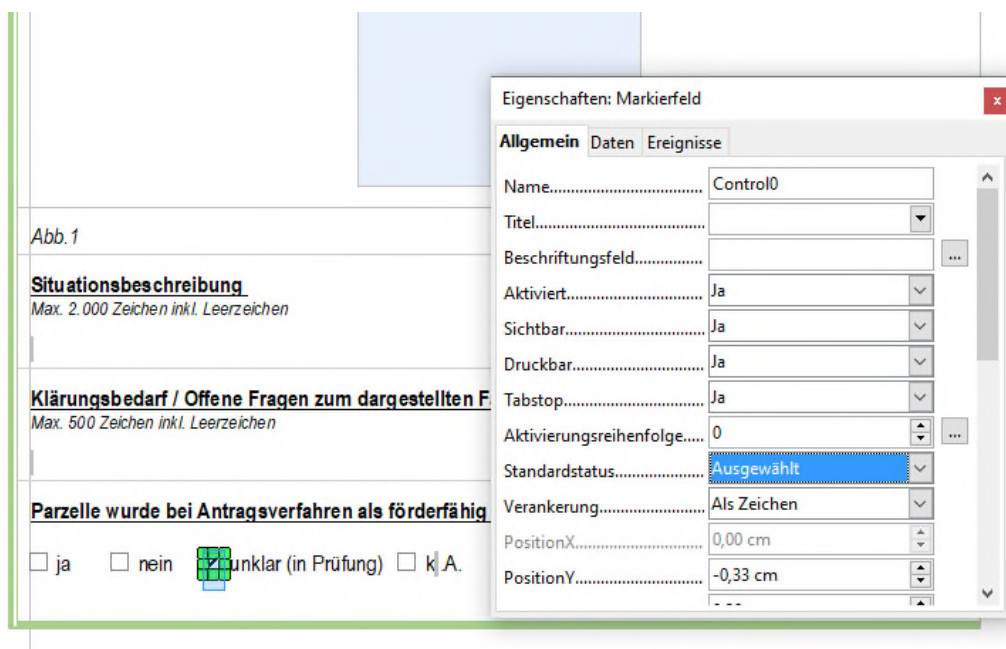 Abb.1
Situationsbeschreibung
Max. 2.000 Zeichen inkl. Leerzeichen
Klärungsbedarf / Offene Fragen zum dargestellten
Max. 500 Zeichen inkl. Leerzeichen
Parzelle wurde bei Antragsverfahren als förderfähig
ja nein unklar (in Prüfung) k.A.
Eigenschaften: Markierfeld
x
Allgemein Daten Ereignisse
Name.................................. Control0
Titel......................................
Beschriftungsfeld............... ...
Aktiviert.............................. Ja
Sichtbar.............................. Ja
Druckbar............................. Ja
Tabstop............................... Ja
Aktivierungsreihenfolge..... 0 ...
Standardstatus.................... Ausgewählt
Verankerung........................ Als Zeichen
PositionX............................. 0,00 cm
PositionY............................. -0,33 cm